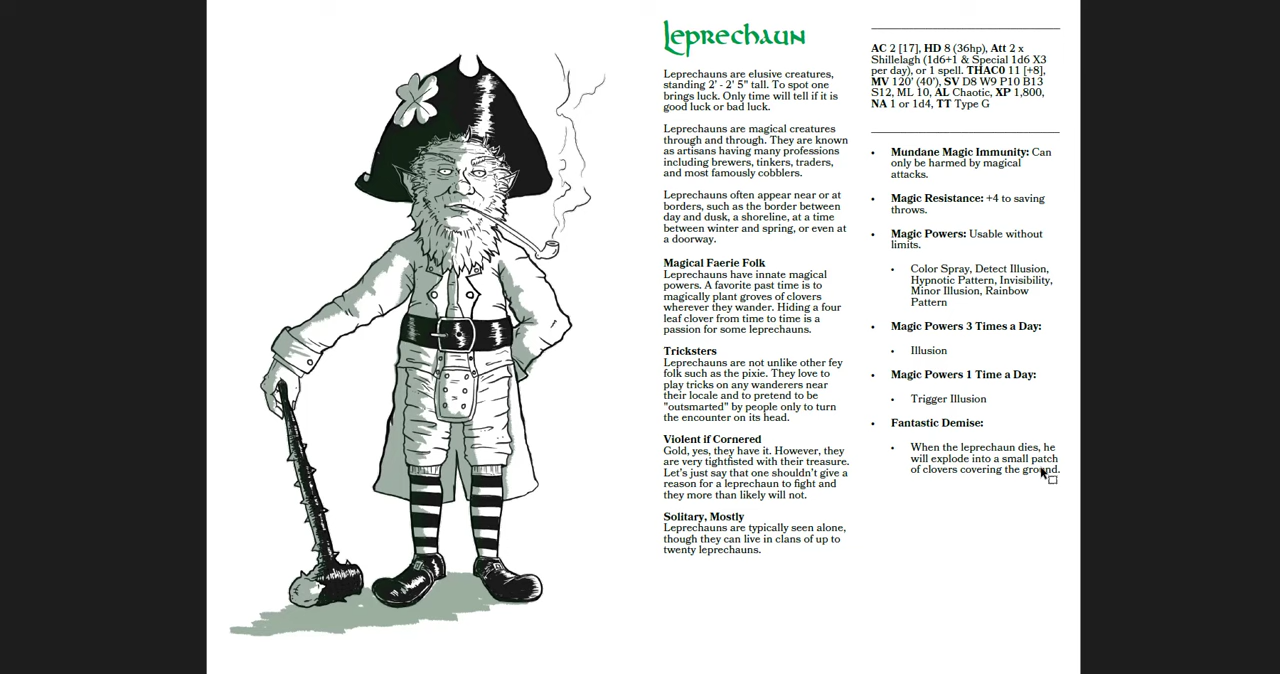 Leprechaun
Leprechauns are elusive creatures,
standing 2' - 2' 5" tall. To spot one
brings luck. Only time will tell if it is
good luck or bad luck.
Leprechauns are magical creatures
through and through. They are known
as artisans having many professions
including brewers, tinkers, traders,
and most famously cobblers.
Leprechauns often appear near or at
borders, such as the border between
day and dusk, a shoreline, at a time
between winter and spring, or even at
a doorway.
Magical Faerie Folk
Leprechauns have innate magical
powers. A favorite past time is to
magically plant groves of clovers
wherever they wander. Hiding a four
leaf clover from time to time is a
passion for some leprechauns.
Tricksters
Leprechauns are not unlike other fey
folk such as the pixie. They love to
play tricks on any wanderers near
their locale and to pretend to be
"outsmarted" by people only to turn
the encounter on its head.
Violent if Cornered
Gold, yes, they have it. However, they
are very tightfisted with their treasure.
Let's just say that one shouldn't give a
reason for a leprechaun to fight and
they more than likely will not.
Solitary, Mostly
Leprechauns are typically seen alone,
though they can live in clans of up to
twenty leprechauns.
AC 2 [17], HD 8 (36hp), Att 2 x
Shillelagh (1d6+1 & Special 1d6 X3
per day), or 1 spell. THAC0 11 [+8],
MV 120' (40'), SV D8 W9 P10 B13
S12, ML 10, AL Chaotic, XP 1,800,
NA 1 or 1d4, TT Type G
• Mundane Magic Immunity: Can
only be harmed by magical
attacks.
• Magic Resistance: +4 to saving
throws.
• Magic Powers: Usable without
limits.
• Color Spray, Detect Illusion,
Hypnotic Pattern, Invisibility,
Minor Illusion, Rainbow
Pattern
• Magic Powers 3 Times a Day:
• Illusion
• Magic Powers 1 Time a Day:
• Trigger Illusion
• Fantastic Demise:
• When the leprechaun dies, he
will explode into a small patch
of clovers covering the ground.